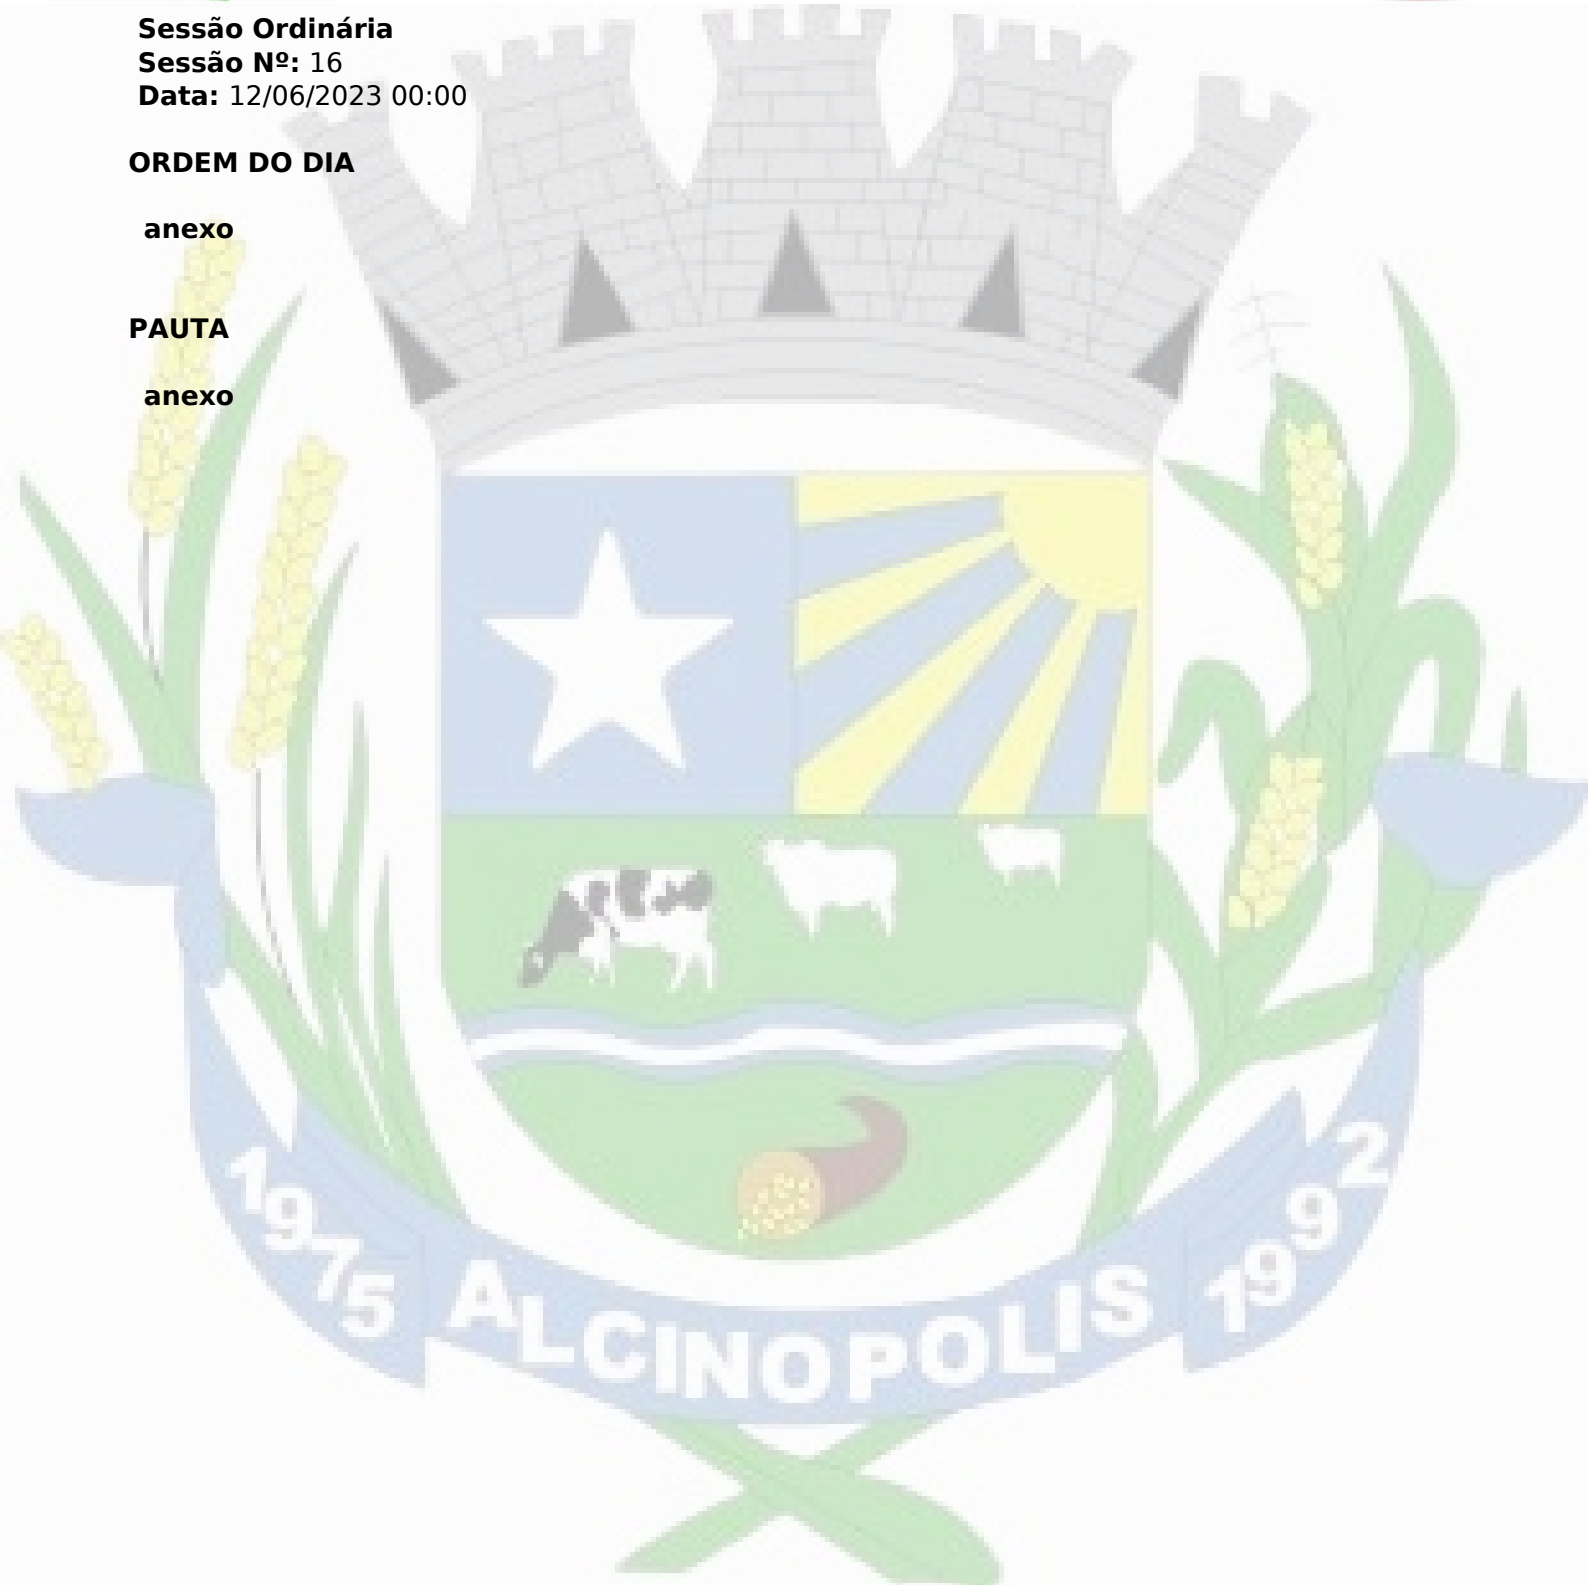 Sessão Ordinária
Sessão Nº: 16
Data: 12/06/2023 00:00
ORDEM DO DIA
anexo
PAUTA
anexo
1975 ALCINOPOLIS 1992